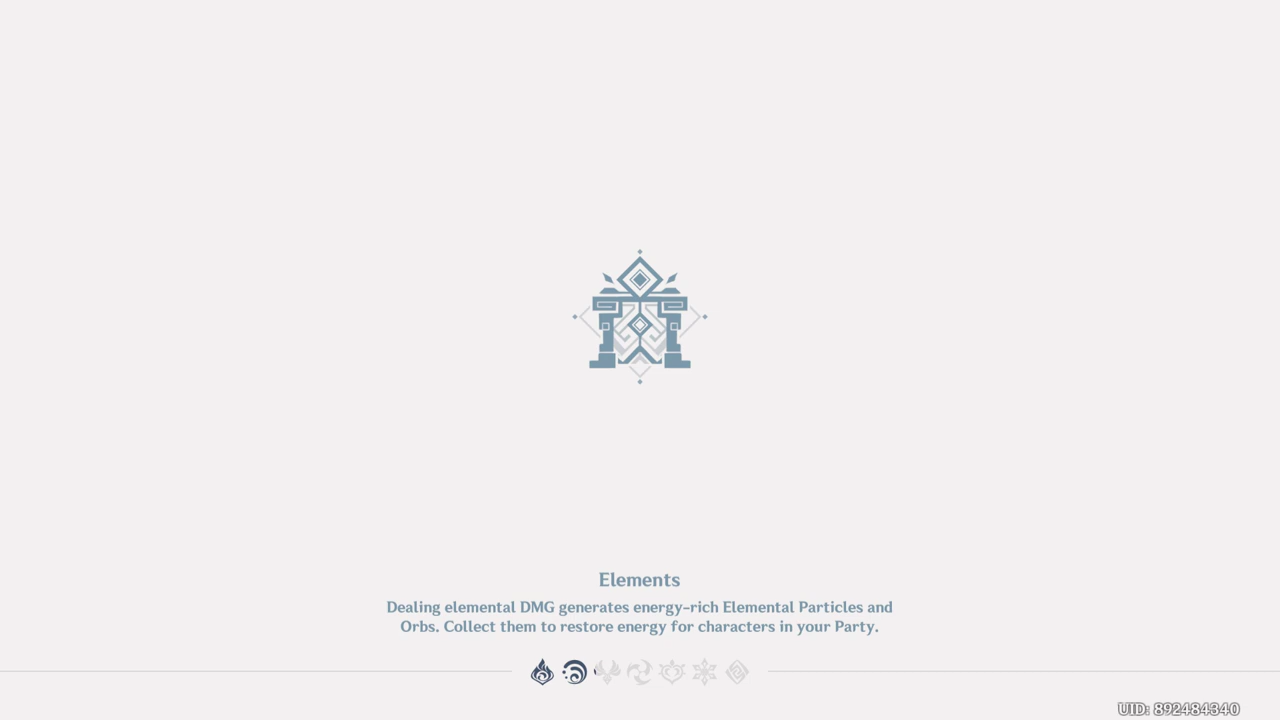 Elements
Dealing elemental DMG generates energy-rich Elemental Particles and
Orbs. Collect them to restore energy for characters in your Party.
UID: 892484340